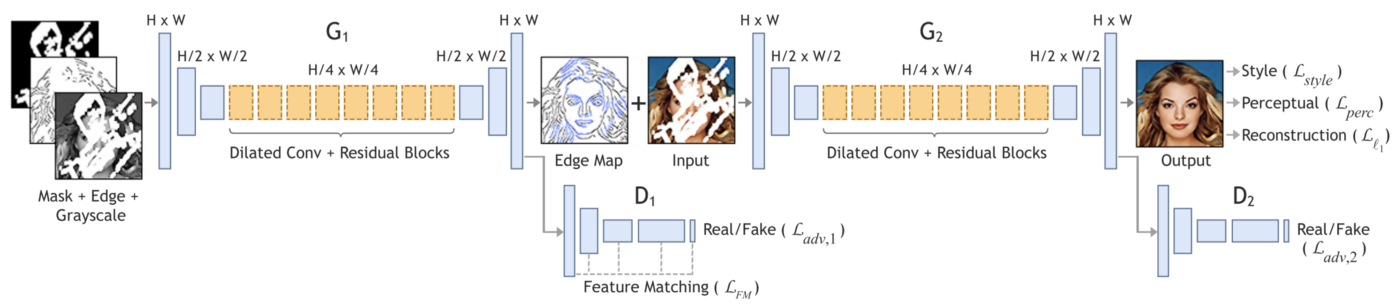 H x W
G₁
H x W
H x W
G₂
H x W
H/2 x W/2
H/4 x W/4
H/2 x W/2
H/2 x W/2
H/4 x W/4
H/2 x W/2
Style ( ℒstyle )
Perceptual ( ℒperc )
Reconstruction ( ℒℓ₁ )
Dilated Conv + Residual Blocks
Edge Map
+
Input
Dilated Conv + Residual Blocks
Output
Mask + Edge +
Grayscale
D₁
Real/Fake ( ℒadv,1 )
Feature Matching ( ℒFM )
D₂
Real/Fake
( ℒadv,2 )